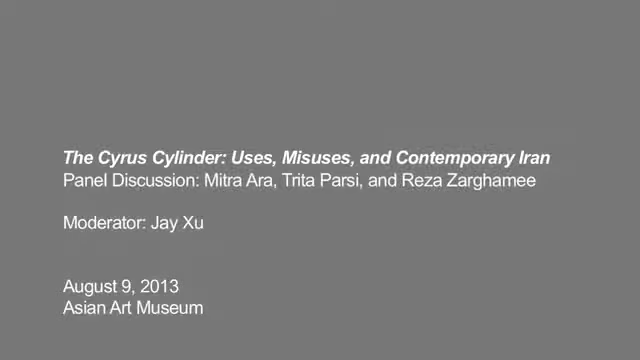 The Cyrus Cylinder: Uses, Misuses, and Contemporary Iran
Panel Discussion: Mitra Ara, Trita Parsi, and Reza Zarghamee
Moderator: Jay Xu
August 9, 2013
Asian Art Museum